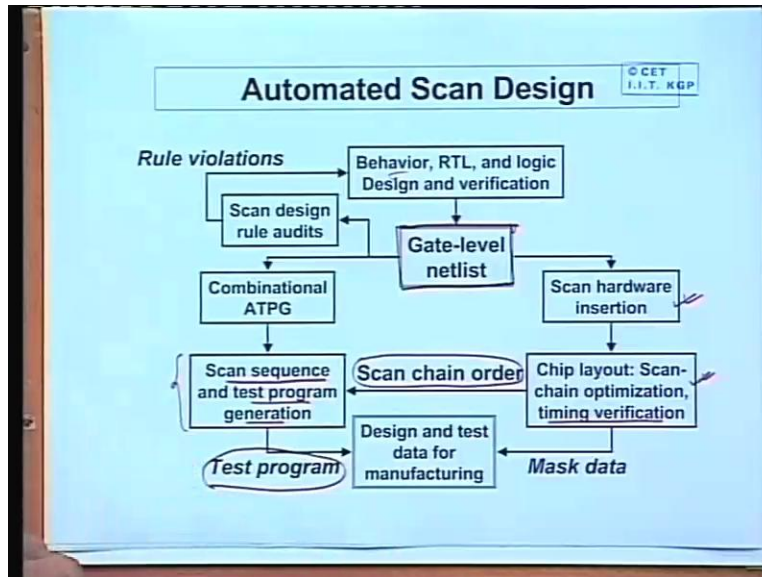 Automated Scan Design
© CET
I.I.T. KGP
Rule violations
Behavior, RTL, and logic
Design and verification
Scan design
rule audits
Gate-level
netlist
Combinational
ATPG
Scan hardware
insertion
Scan sequence
and test program
generation
Scan chain order
Chip layout: Scan-
chain optimization,
timing verification
Design and test
data for
manufacturing
Test program
Mask data